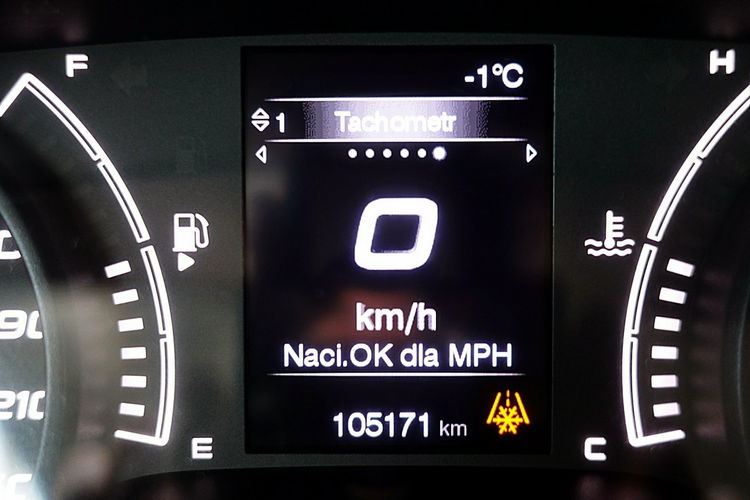 F
H
-1°C
1 Tachometr
0
km/h
Naci.OK dla MPH
105171 km
E
C